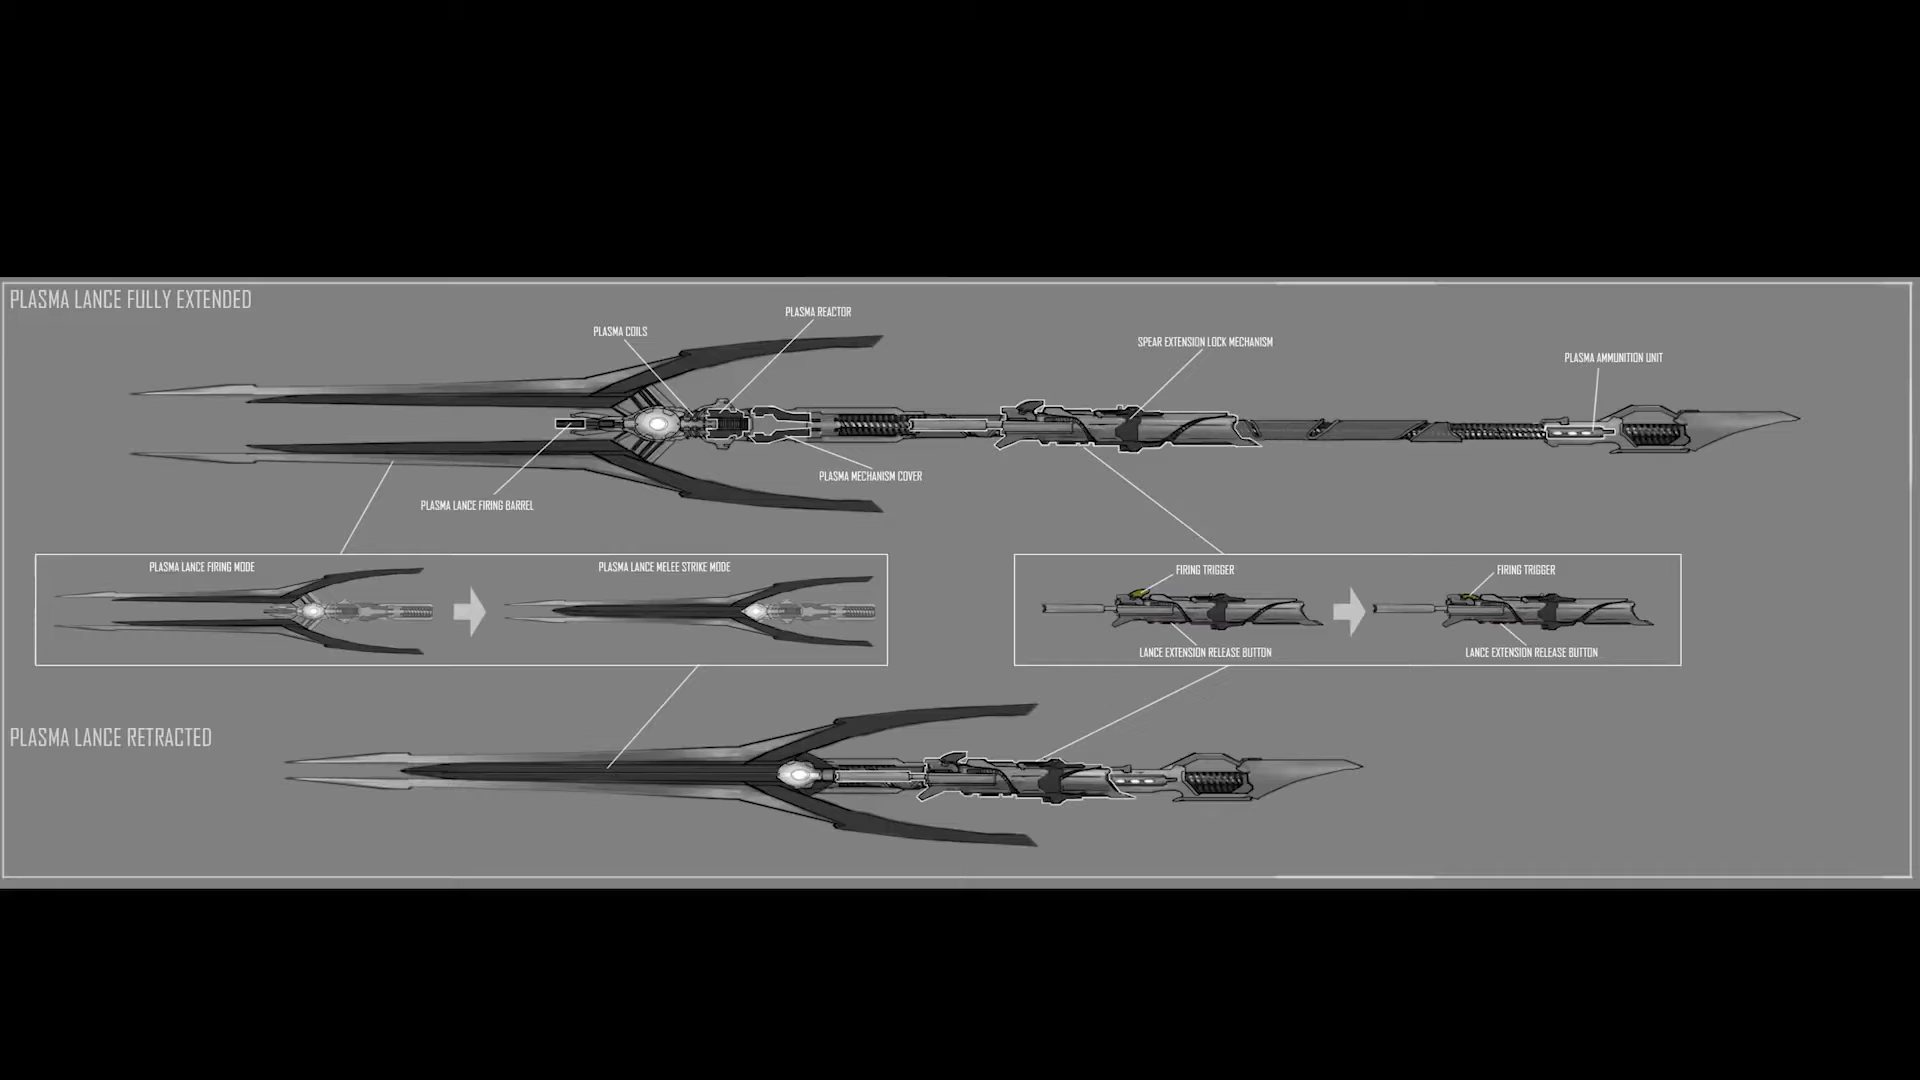 PLASMA LANCE FULLY EXTENDED
PLASMA REACTOR
PLASMA COILS
SPEAR EXTENSION LOCK MECHANISM
PLASMA AMMUNITION UNIT
PLASMA MECHANISM COVER
PLASMA LANCE FIRING BARREL
PLASMA LANCE FIRING MODE
PLASMA LANCE MELEE STRIKE MODE
FIRING TRIGGER
FIRING TRIGGER
LANCE EXTENSION RELEASE BUTTON
LANCE EXTENSION RELEASE BUTTON
PLASMA LANCE RETRACTED